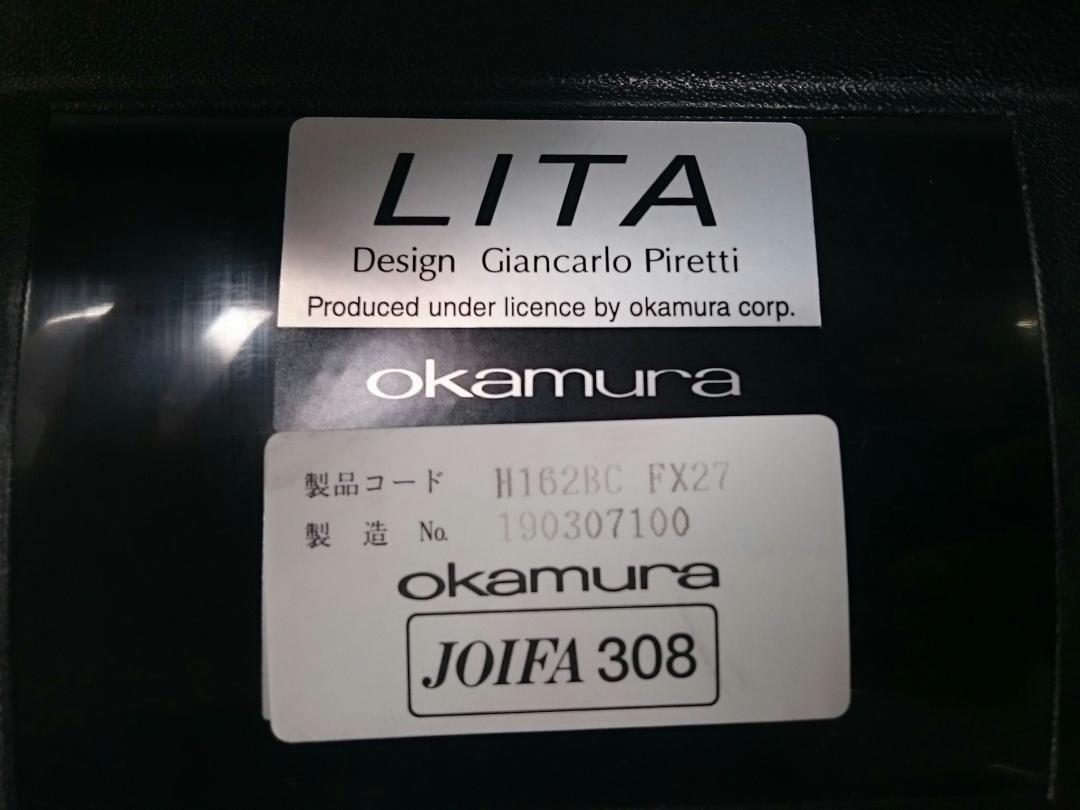 LITA
Design Giancarlo Piretti
Produced under licence by okamura corp.
okamura
製品コード H162BC FX27
製 造 No. 190307100
okamura
JOIFA 308